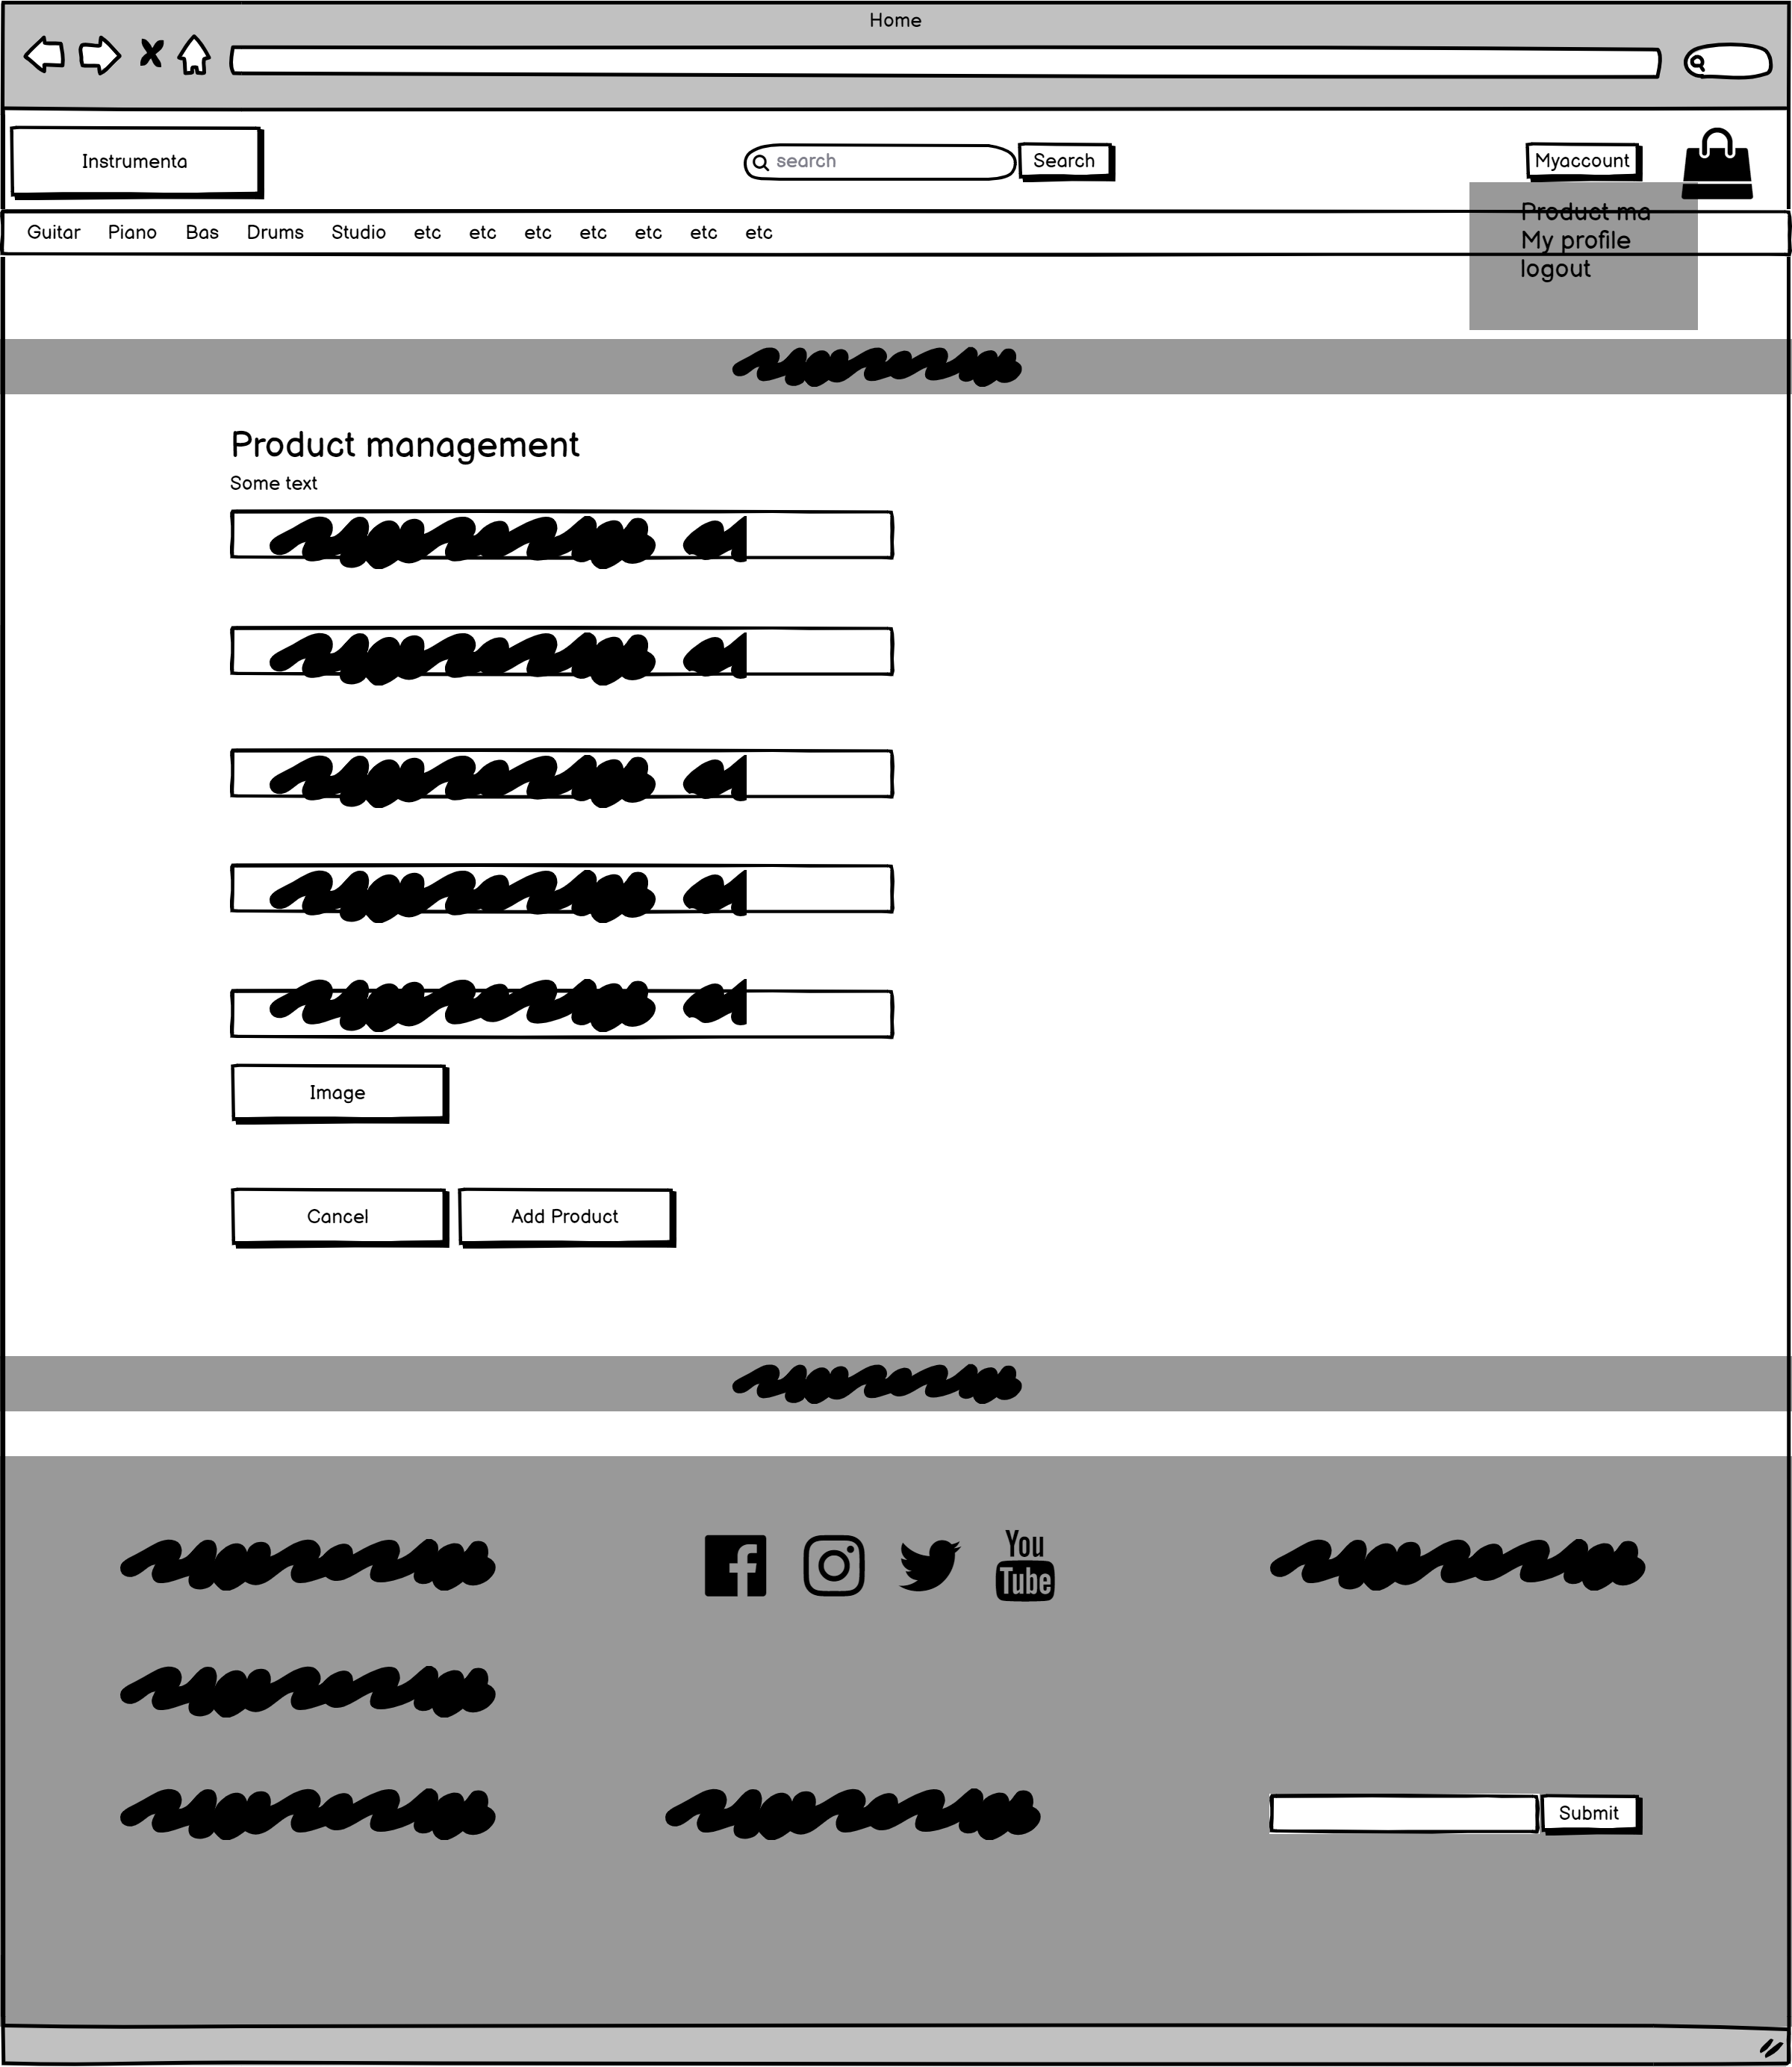 Home
Instrumenta
search
Search
Myaccount
Product ma
My profile
logout
Guitar Piano Bas Drums Studio etc etc etc etc etc etc etc
Product management
Some text
Image
Cancel
Add Product
You
Tube
Submit